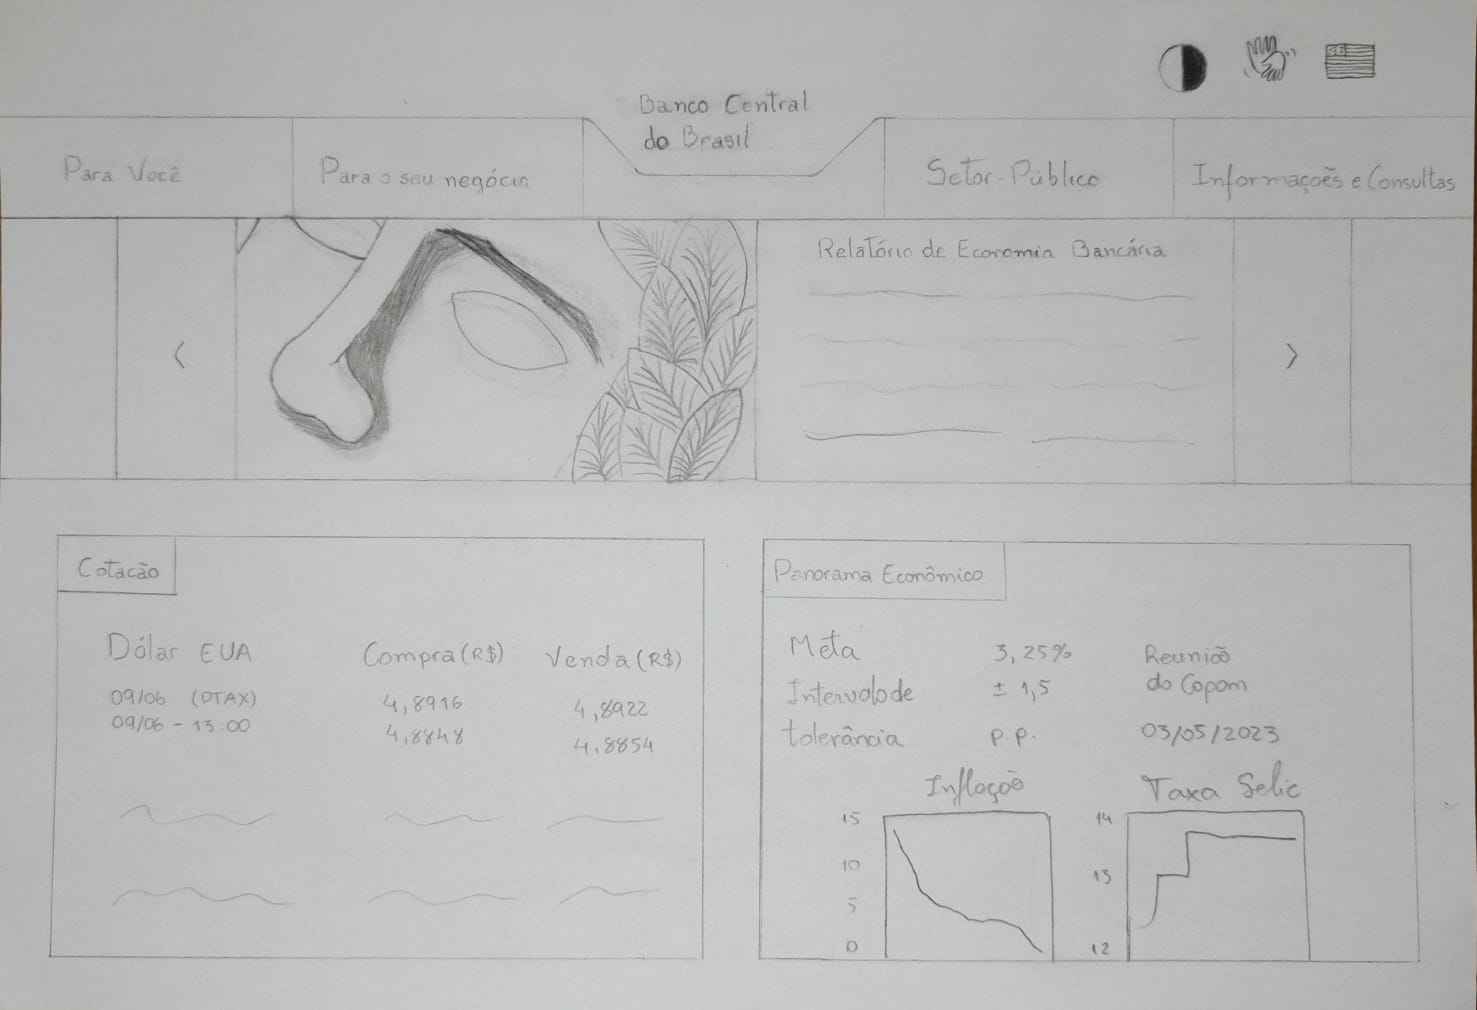 Banco Central
do Brasil
Para Você
Para o seu negócio
Setor-Público
Informações e Consultas
<
Relatório de Economia Bancária
>
Cotacão
Dólar EUA Compra (R$) Venda (R$)
09/06 (PTAX) 4,8916 4,8922
09/06 - 13:00 4,8848 4,8854
Panorama Econômico
Meta 3,25% Reunião
Intervalo de ± 1,5 do Copom
tolerância p.p. 03/05/2023
Inflação
15
10
5
0
Taxa Selic
14
13
12